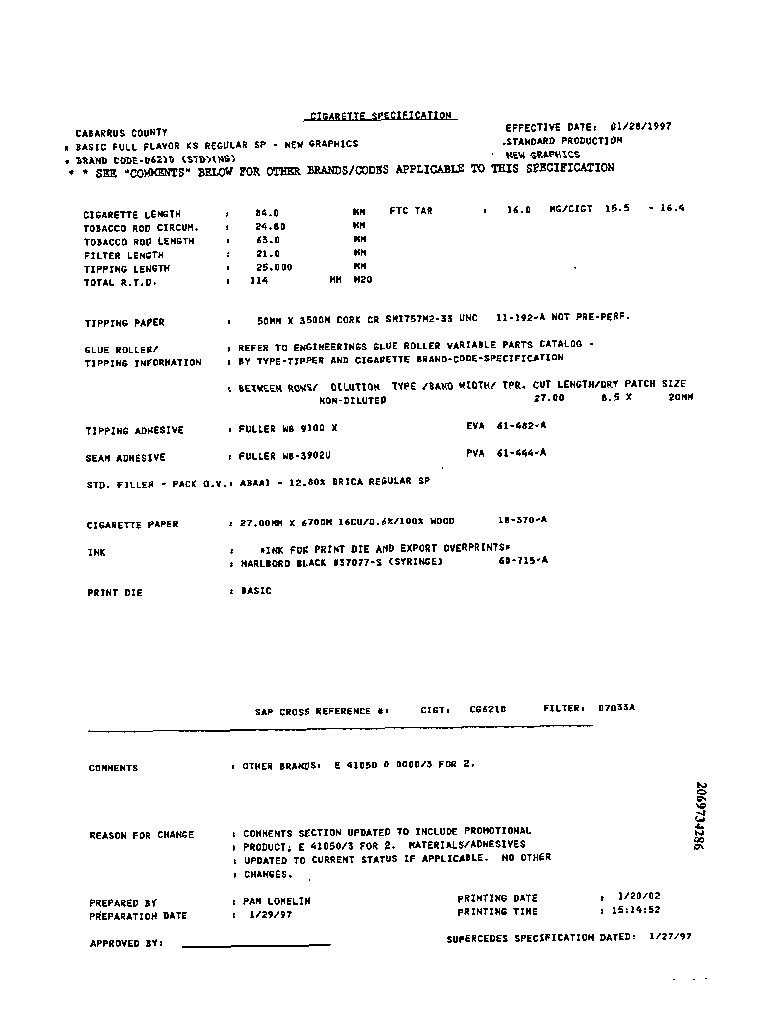 CIGARETTE SPECIFICATION
CABARRUS COUNTY EFFECTIVE DATE: 01/28/1997
* BASIC FULL FLAVOR KS REGULAR SP - NEW GRAPHICS .STANDARD PRODUCTION
* BRAND CODE-06210 (STD)(NG) NEW GRAPHICS
* * SEE "COMMENTS" BELOW FOR OTHER BRANDS/CODES APPLICABLE TO THIS SPECIFICATION
CIGARETTE LENGTH : 84.0 MM FTC TAR : 16.0 MG/CIGT 15.5 - 16.4
TOBACCO ROD CIRCUM. : 24.80 MM
TOBACCO ROD LENGTH : 63.0 MM
FILTER LENGTH : 21.0 MM
TIPPING LENGTH : 25.000 MM
TOTAL R.T.D. : 114 MM H2O
TIPPING PAPER : 50MM X 3500M CORK CR SM1757M2-33 UNC 11-192-A NOT PRE-PERF.
GLUE ROLLER/ : REFER TO ENGINEERINGS GLUE ROLLER VARIABLE PARTS CATALOG -
TIPPING INFORMATION : BY TYPE-TIPPER AND CIGARETTE BRAND-CODE-SPECIFICATION
: BETWEEN ROWS/ DILUTION TYPE /BAND WIDTH/ TPR. CUT LENGTH/DRY PATCH SIZE
NON-DILUTED 27.00 8.5 X 20MM
TIPPING ADHESIVE : FULLER WB 9100 X EVA 61-482-A
SEAM ADHESIVE : FULLER WB-3902U PVA 61-444-A
STD. FILLER - PACK O.V.: ABAA1 - 12.80% BRICA REGULAR SP
CIGARETTE PAPER : 27.00MM X 6700M 16CU/0.6%/100% WOOD 18-370-A
INK : *INK FOR PRINT DIE AND EXPORT OVERPRINTS*
: MARLBORO BLACK #37077-S (SYRINGE) 60-715-A
PRINT DIE : BASIC
SAP CROSS REFERENCE #: CIGT: CG6210 FILTER: 07033A
COMMENTS : OTHER BRANDS: E 41050 0 0000/3 FOR 2.
REASON FOR CHANGE : COMMENTS SECTION UPDATED TO INCLUDE PROMOTIONAL
: PRODUCT; E 41050/3 FOR 2. MATERIALS/ADHESIVES
: UPDATED TO CURRENT STATUS IF APPLICABLE. NO OTHER
: CHANGES.
PREPARED BY : PAM LOMELIN PRINTING DATE : 1/20/02
PREPARATION DATE : 1/29/97 PRINTING TIME : 15:14:52
APPROVED BY: SUPERCEDES SPECIFICATION DATED: 1/27/97
2069734286